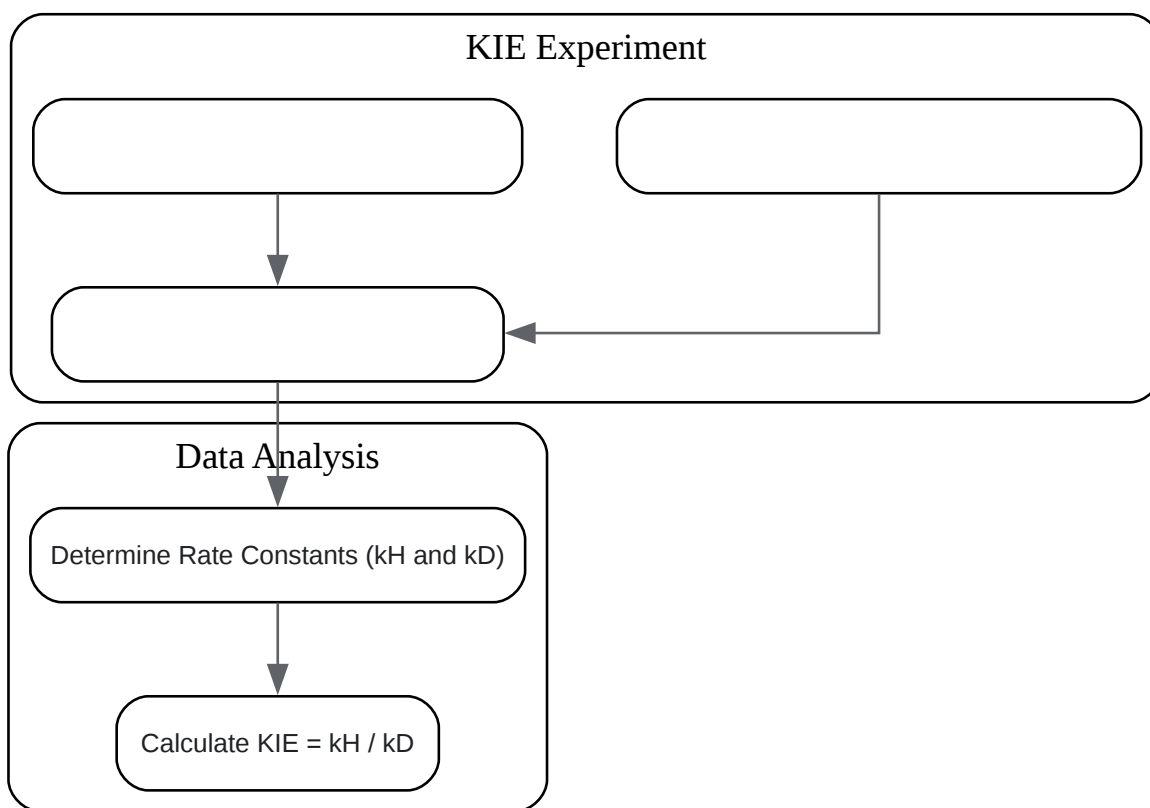 KIE Experiment
Data Analysis
Determine Rate Constants (kH and kD)
Calculate KIE = kH / kD